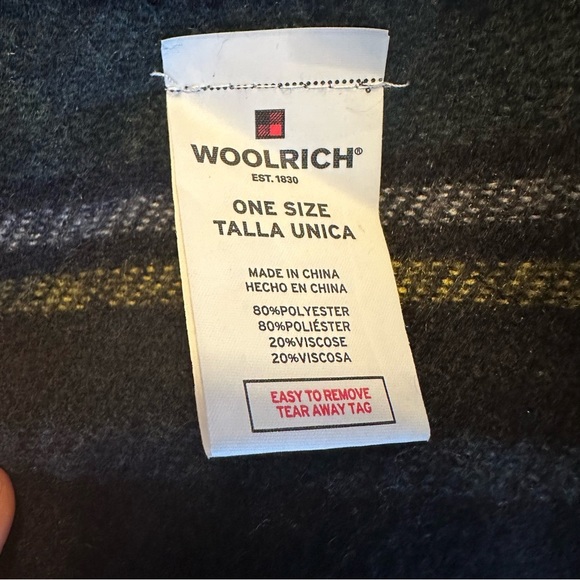 WOOLRICH®
EST. 1830
ONE SIZE
TALLA UNICA
MADE IN CHINA
HECHO EN CHINA
80%POLYESTER
80%POLIÉSTER
20%VISCOSE
20%VISCOSA
EASY TO REMOVE
TEAR AWAY TAG